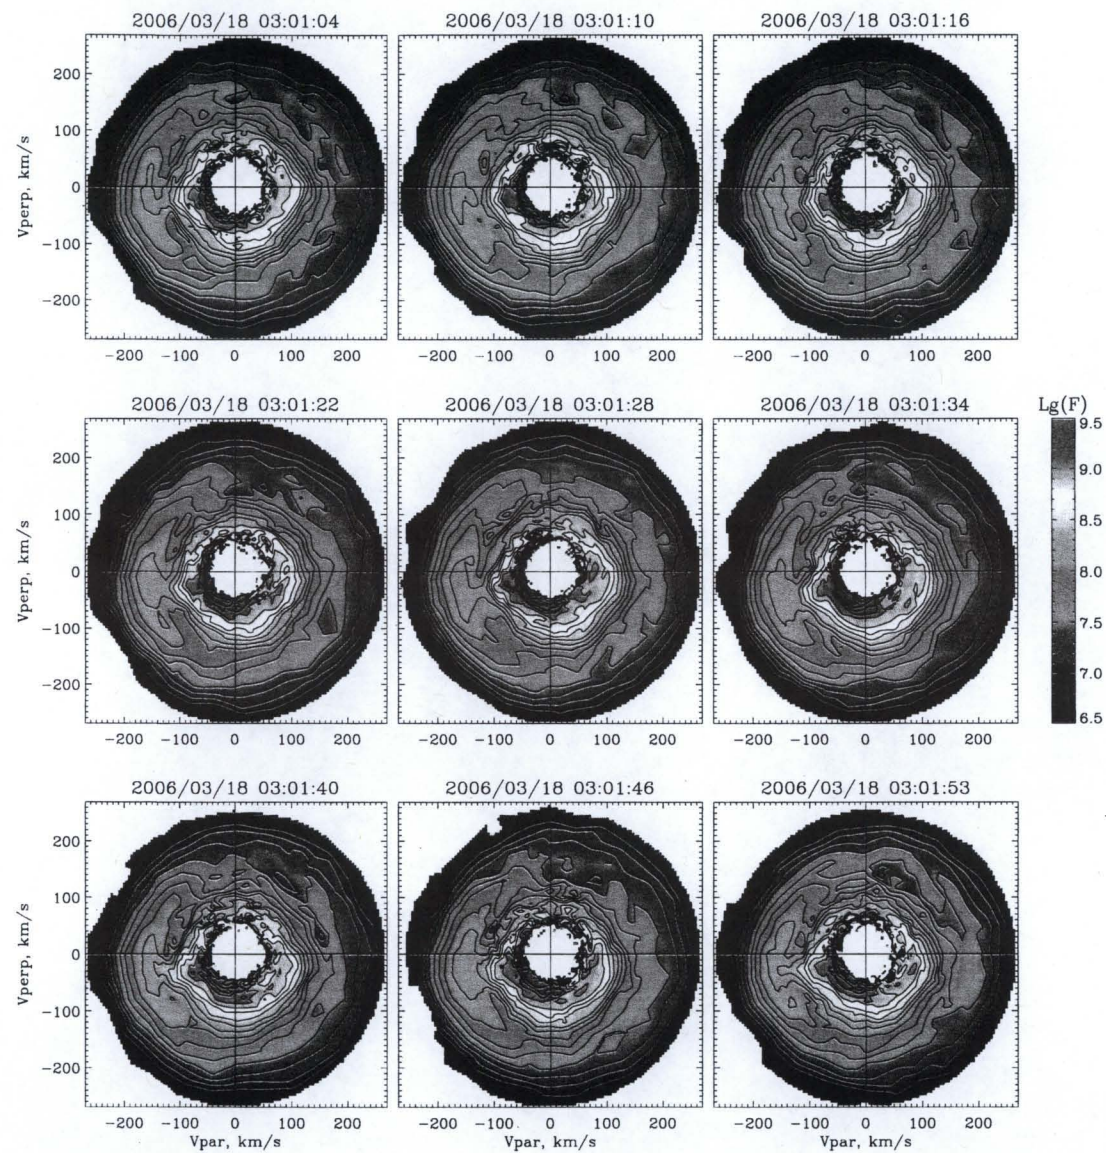 2006/03/18 03:01:04 2006/03/18 03:01:10 2006/03/18 03:01:16
200
100
0
-100
-200
Vperp, km/s
-200 -100 0 100 200 -200 -100 0 100 200 -200 -100 0 100 200
2006/03/18 03:01:22 2006/03/18 03:01:28 2006/03/18 03:01:34
200
100
0
-100
-200
Vperp, km/s
-200 -100 0 100 200 -200 -100 0 100 200 -200 -100 0 100 200
Lg(F)
9.5
9.0
8.5
8.0
7.5
7.0
6.5
2006/03/18 03:01:40 2006/03/18 03:01:46 2006/03/18 03:01:53
200
100
0
-100
-200
Vperp, km/s
-200 -100 0 100 200 -200 -100 0 100 200 -200 -100 0 100 200
Vpar, km/s Vpar, km/s Vpar, km/s